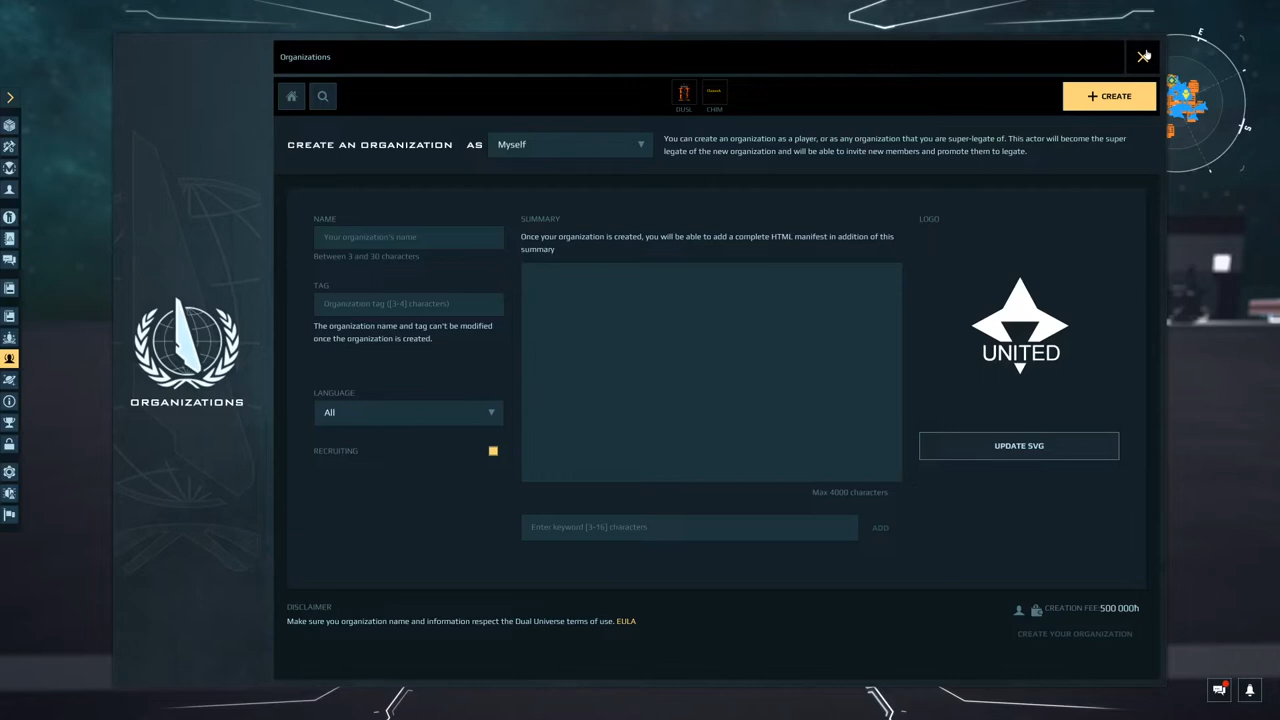 Organizations
E
DUSL
CHIM
+ CREATE
CREATE AN ORGANIZATION AS
Myself
You can create an organization as a player, or as any organization that you are super-legate of. This actor will become the super
legate of the new organization and will be able to invite new members and promote them to legate.
S
NAME
Your organization's name
Between 3 and 30 characters
TAG
Organization tag ([3-4] characters)
The organization name and tag can't be modified
once the organization is created.
LANGUAGE
All
RECRUITING
SUMMARY
Once your organization is created, you will be able to add a complete HTML manifest in addition of this
summary
Max 4000 characters
Enter keyword [3-16] characters
ADD
LOGO
UNITED
UPDATE SVG
ORGANIZATIONS
DISCLAIMER
Make sure you organization name and information respect the Dual Universe terms of use. EULA
CREATION FEE: 500 000ħ
CREATE YOUR ORGANIZATION